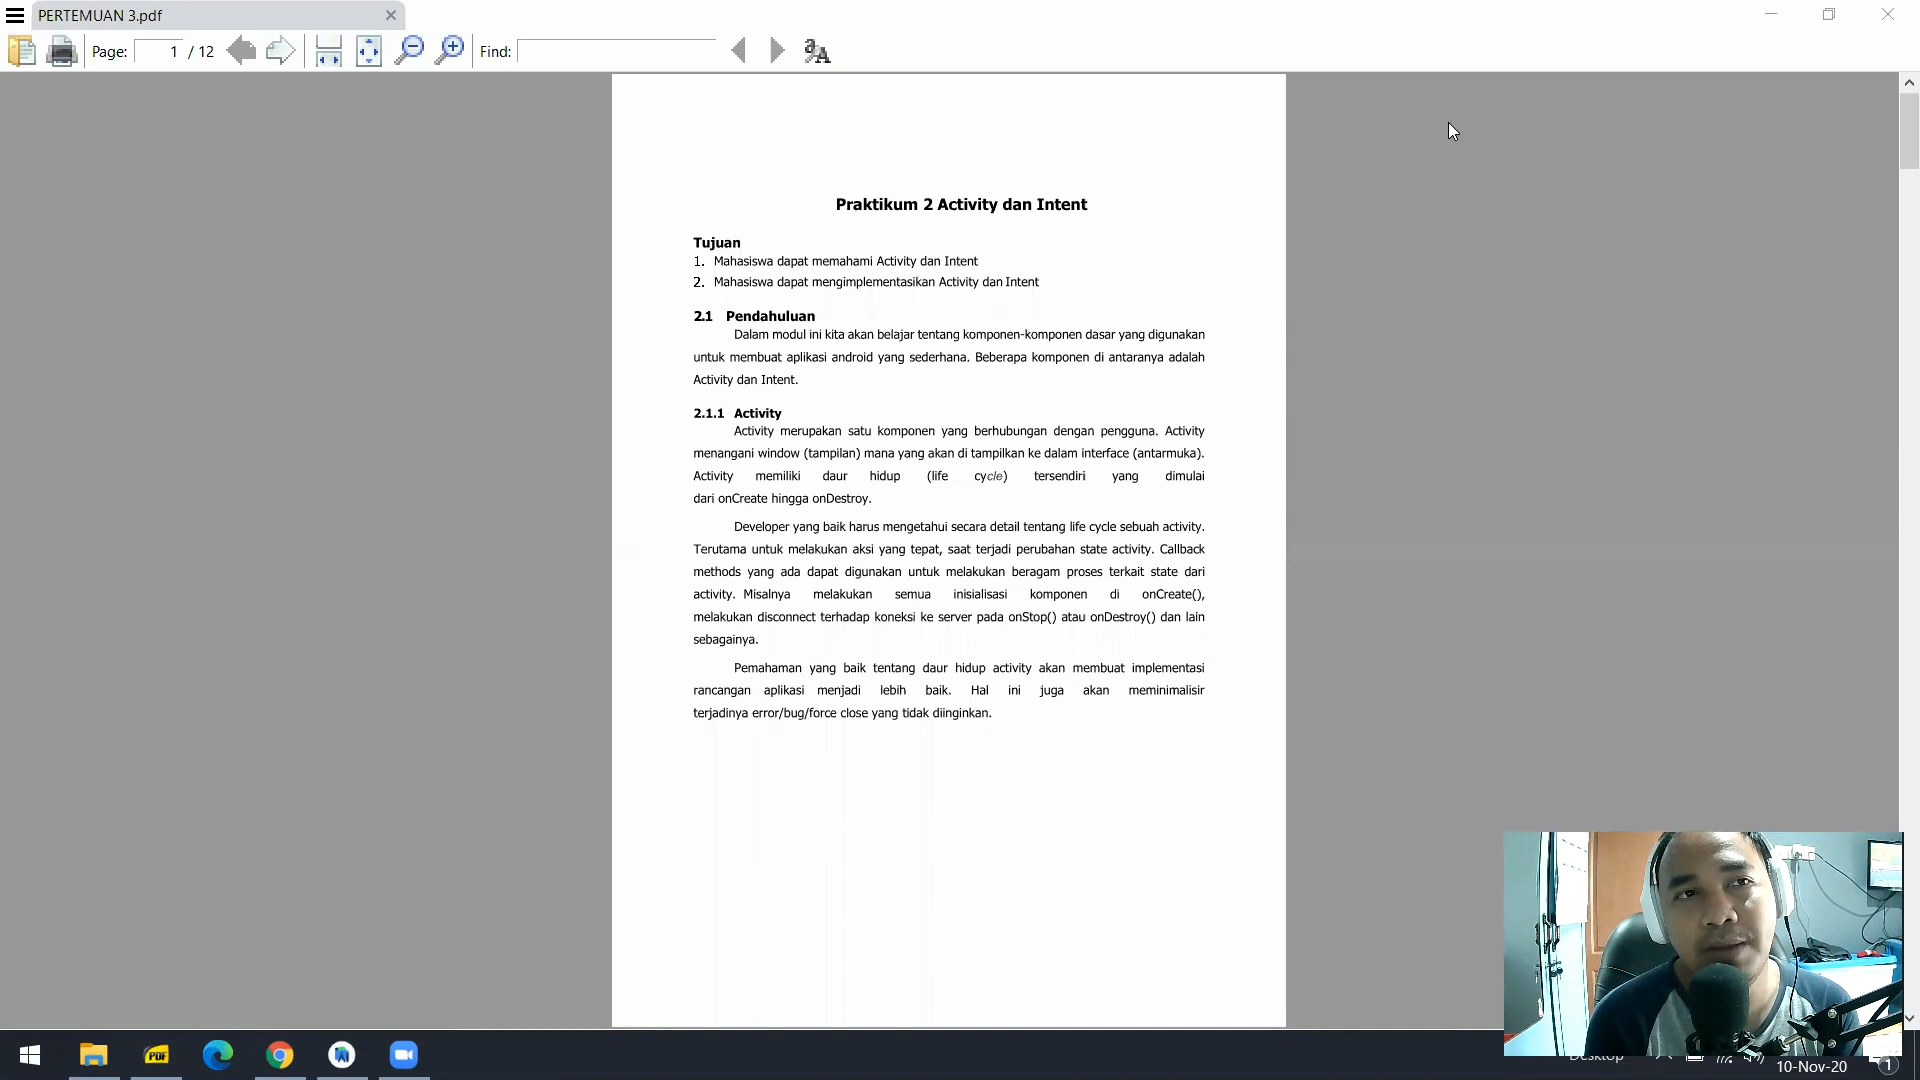 PERTEMUAN 3.pdf
Page: 1 / 12 Find:
Praktikum 2 Activity dan Intent
Tujuan
1. Mahasiswa dapat memahami Activity dan Intent
2. Mahasiswa dapat mengimplementasikan Activity dan Intent
2.1 Pendahuluan
Dalam modul ini kita akan belajar tentang komponen-komponen dasar yang digunakan
untuk membuat aplikasi android yang sederhana. Beberapa komponen di antaranya adalah
Activity dan Intent.
2.1.1 Activity
Activity merupakan satu komponen yang berhubungan dengan pengguna. Activity
menangani window (tampilan) mana yang akan di tampilkan ke dalam interface (antarmuka).
Activity memiliki daur hidup (life cycle) tersendiri yang dimulai
dari onCreate hingga onDestroy.
Developer yang baik harus mengetahui secara detail tentang life cycle sebuah activity.
Terutama untuk melakukan aksi yang tepat, saat terjadi perubahan state activity. Callback
methods yang ada dapat digunakan untuk melakukan beragam proses terkait state dari
activity. Misalnya melakukan semua inisialisasi komponen di onCreate(),
melakukan disconnect terhadap koneksi ke server pada onStop() atau onDestroy() dan lain
sebagainya.
Pemahaman yang baik tentang daur hidup activity akan membuat implementasi
rancangan aplikasi menjadi lebih baik. Hal ini juga akan meminimalisir
terjadinya error/bug/force close yang tidak diinginkan.
PDF
Desktop
10-Nov-20
1